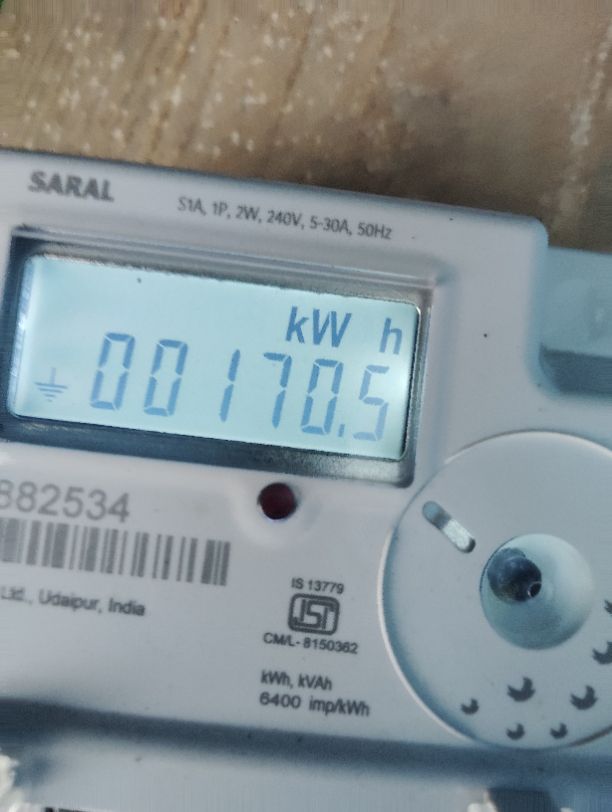 SARAL
S1A, 1P, 2W, 240V, 5-30A, 50Hz
kW h
00170.5
882534
Ltd., Udaipur, India
IS 13779
ISI
CM/L- 8150362
kWh, kVAh
6400 imp/kWh